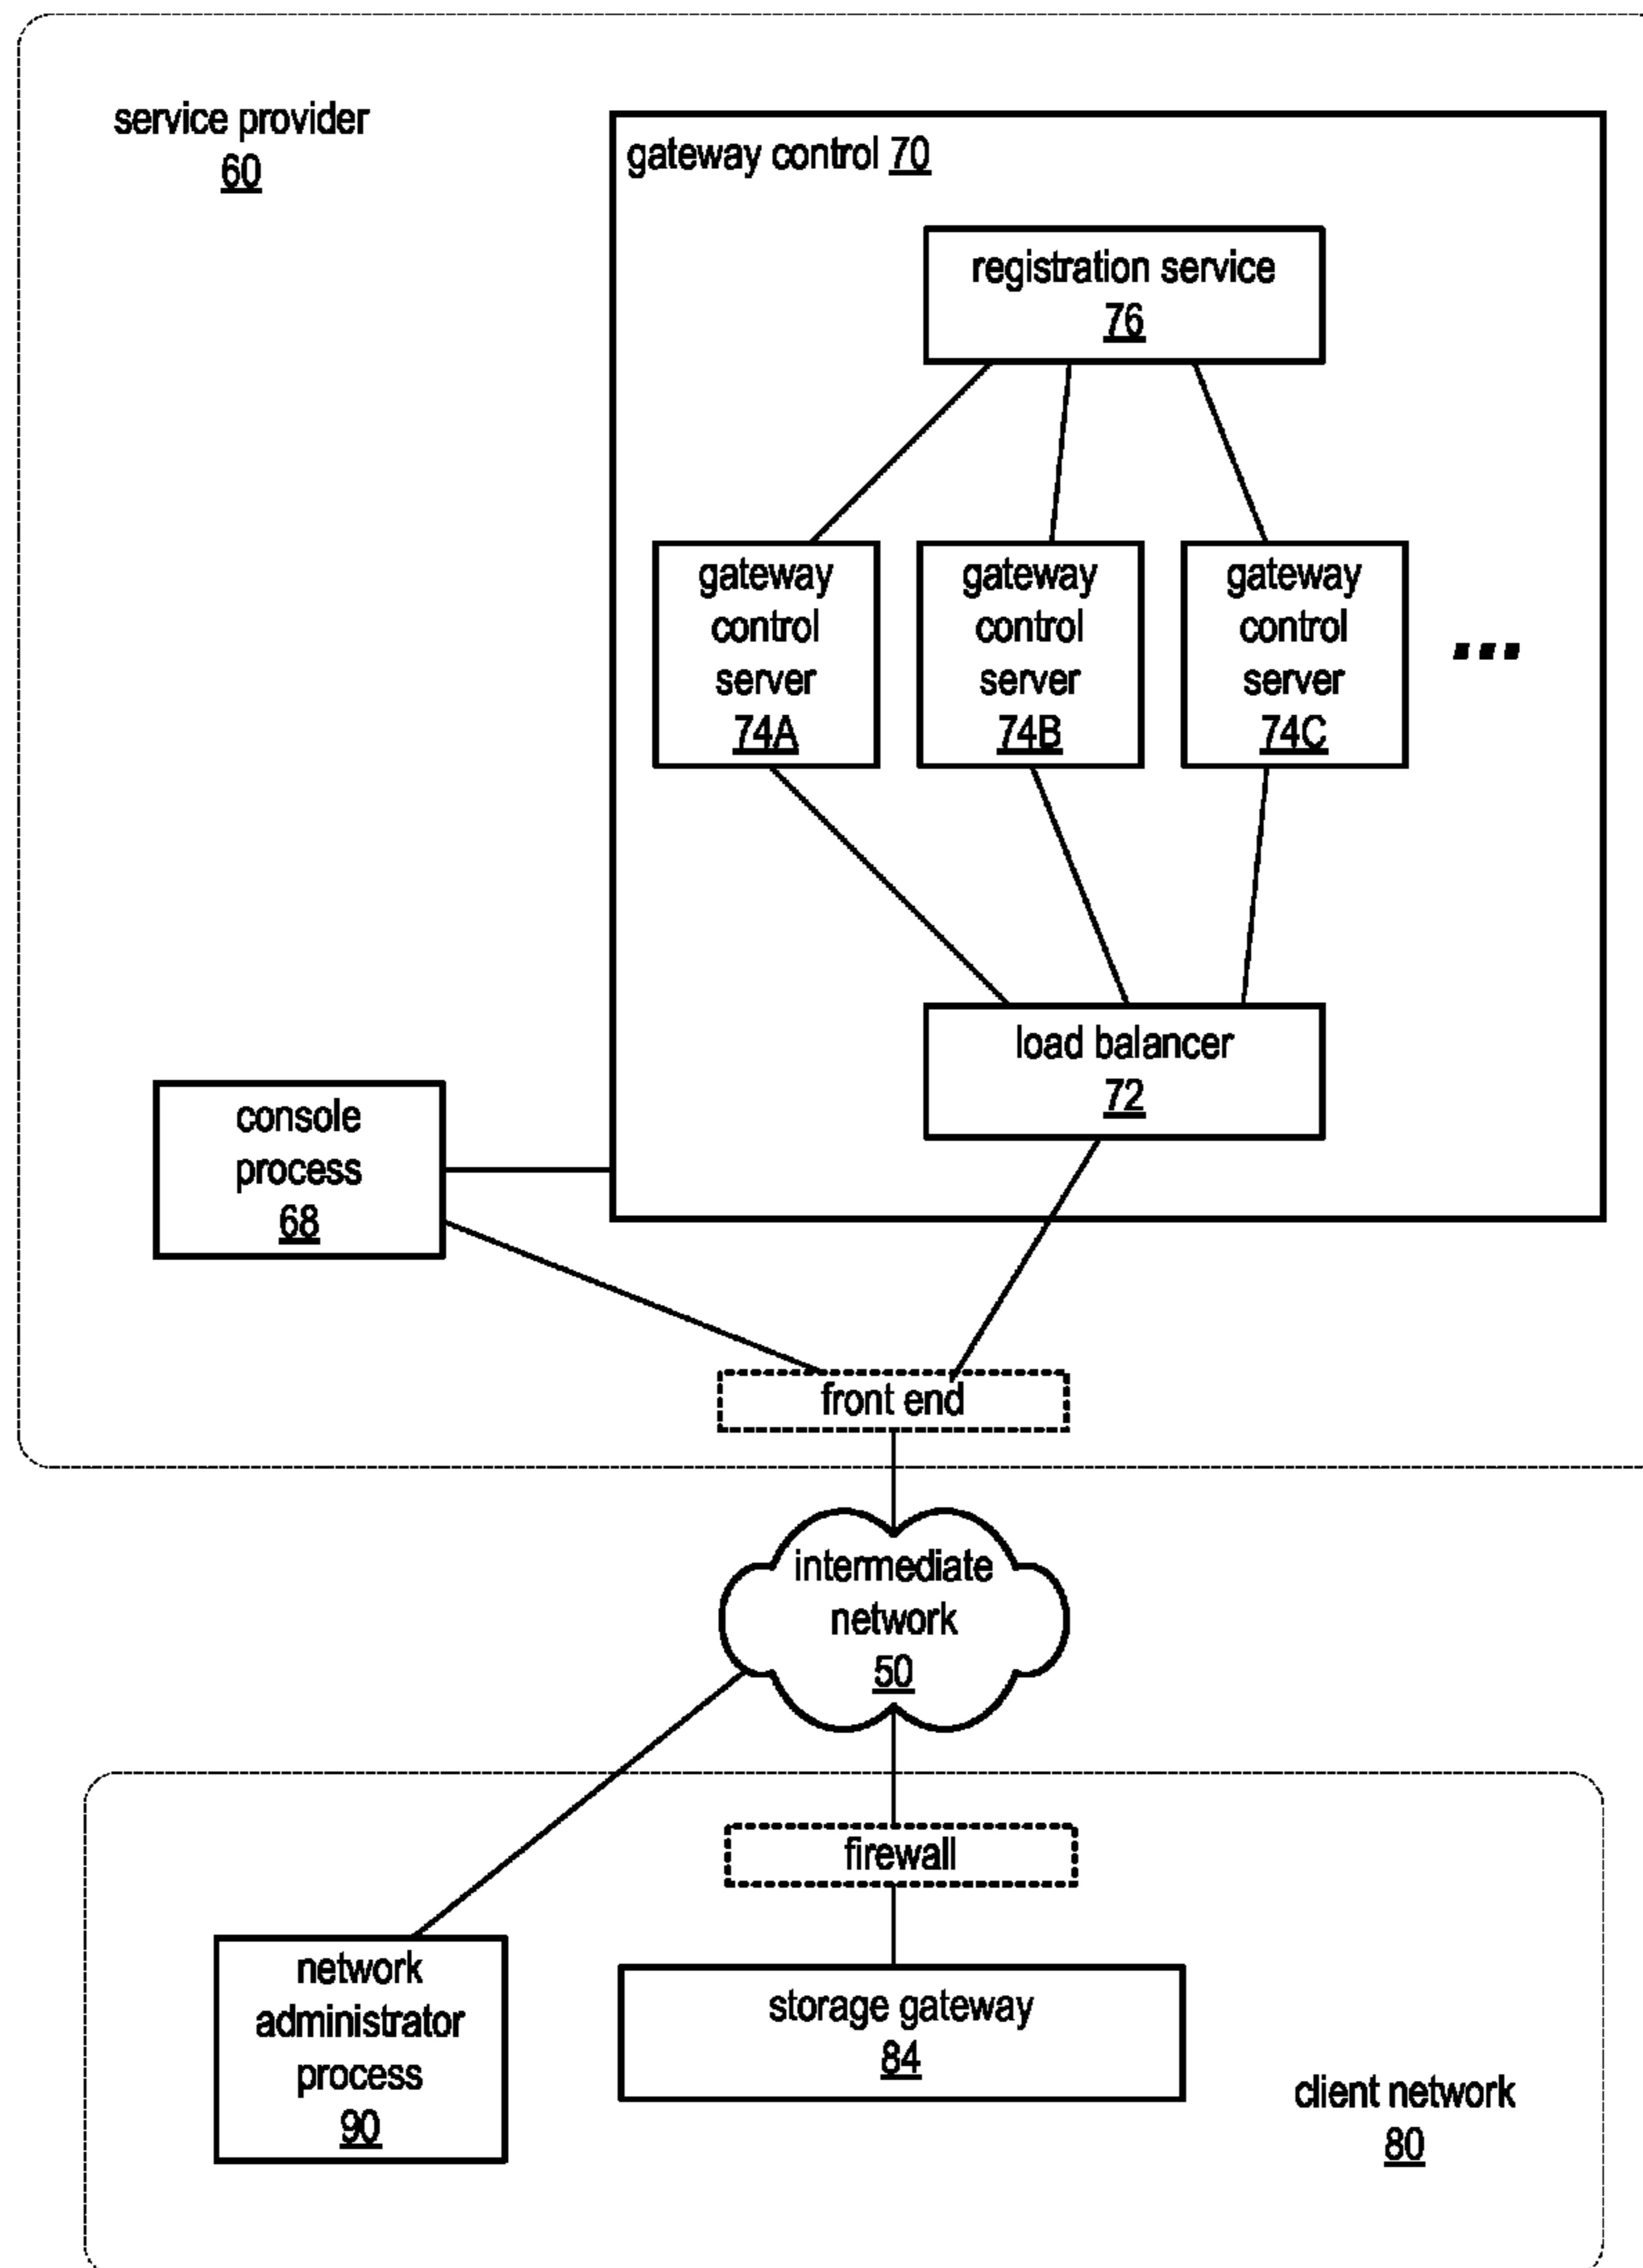 service provider
60
gateway control 70
registration service
76
gateway
control
server
74A
gateway
control
server
74B
gateway
control
server
74C
...
load balancer
72
console
process
68
front end
intermediate
network
50
firewall
network
administrator
process
90
storage gateway
84
client network
80